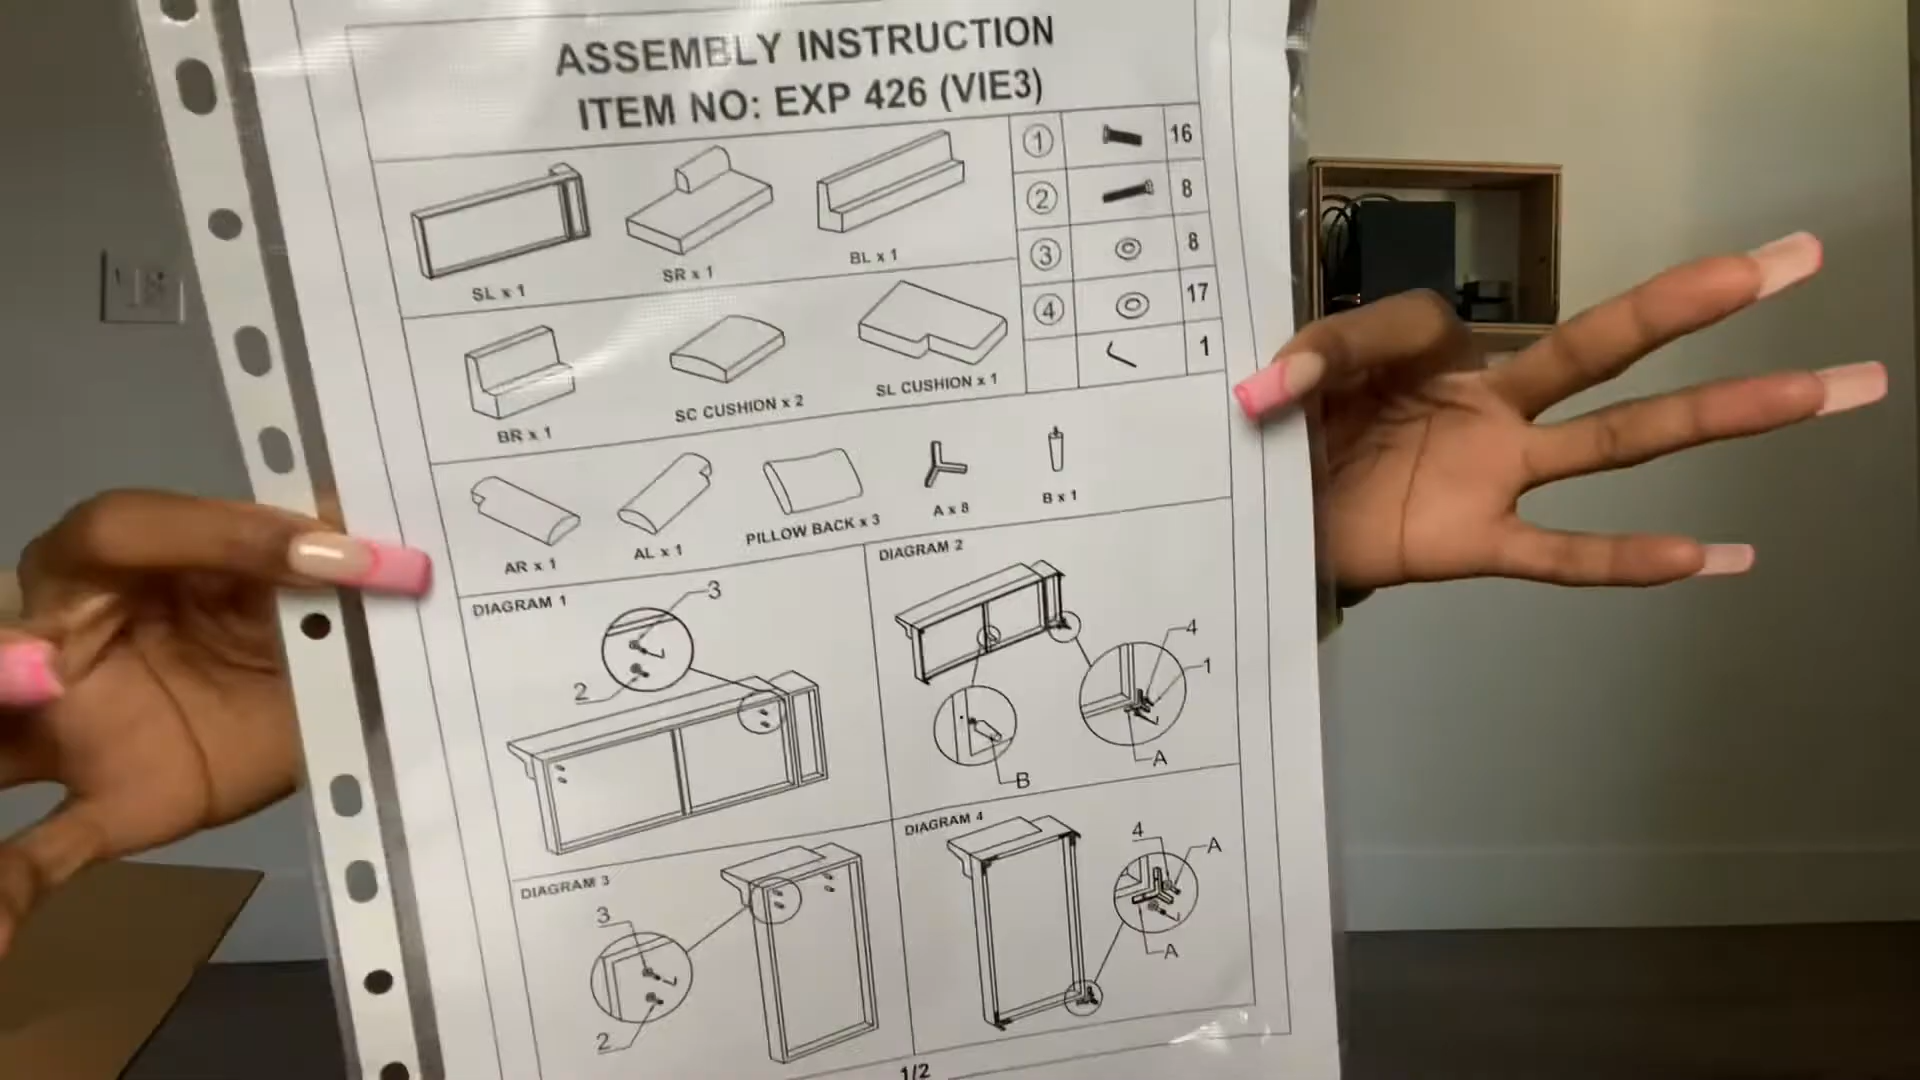 ASSEMBLY INSTRUCTION
ITEM NO: EXP 426 (VIE3)
SL x 1
SR x 1
BL x 1
1 16
2 8
3 8
4 17
1
BR x 1
SC CUSHION x 2
SL CUSHION x 1
AR x 1
AL x 1
PILLOW BACK x 3
A x 8
B x 1
DIAGRAM 1
3
2
DIAGRAM 2
4
1
A
B
DIAGRAM 3
3
2
DIAGRAM 4
4
A
A
1/2